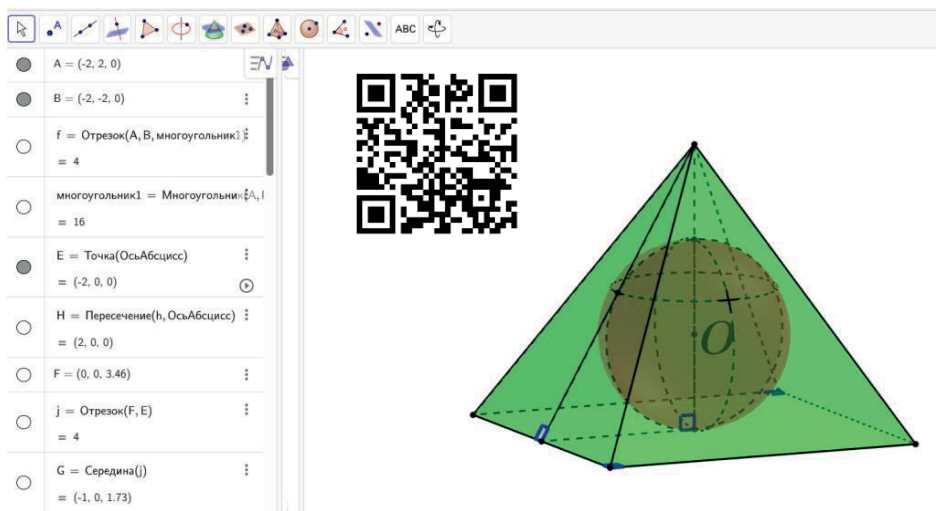 ABC
A = (-2, 2, 0)
B = (-2, -2, 0)
f = Отрезок(A, B, многоугольник1)
= 4
многоугольник1 = Многоугольник(A,
= 16
E = Точка(ОсьАбсцисс)
= (-2, 0, 0)
H = Пересечение(h, ОсьАбсцисс)
= (2, 0, 0)
F = (0, 0, 3.46)
j = Отрезок(F, E)
= 4
G = Середина(j)
= (-1, 0, 1.73)
O